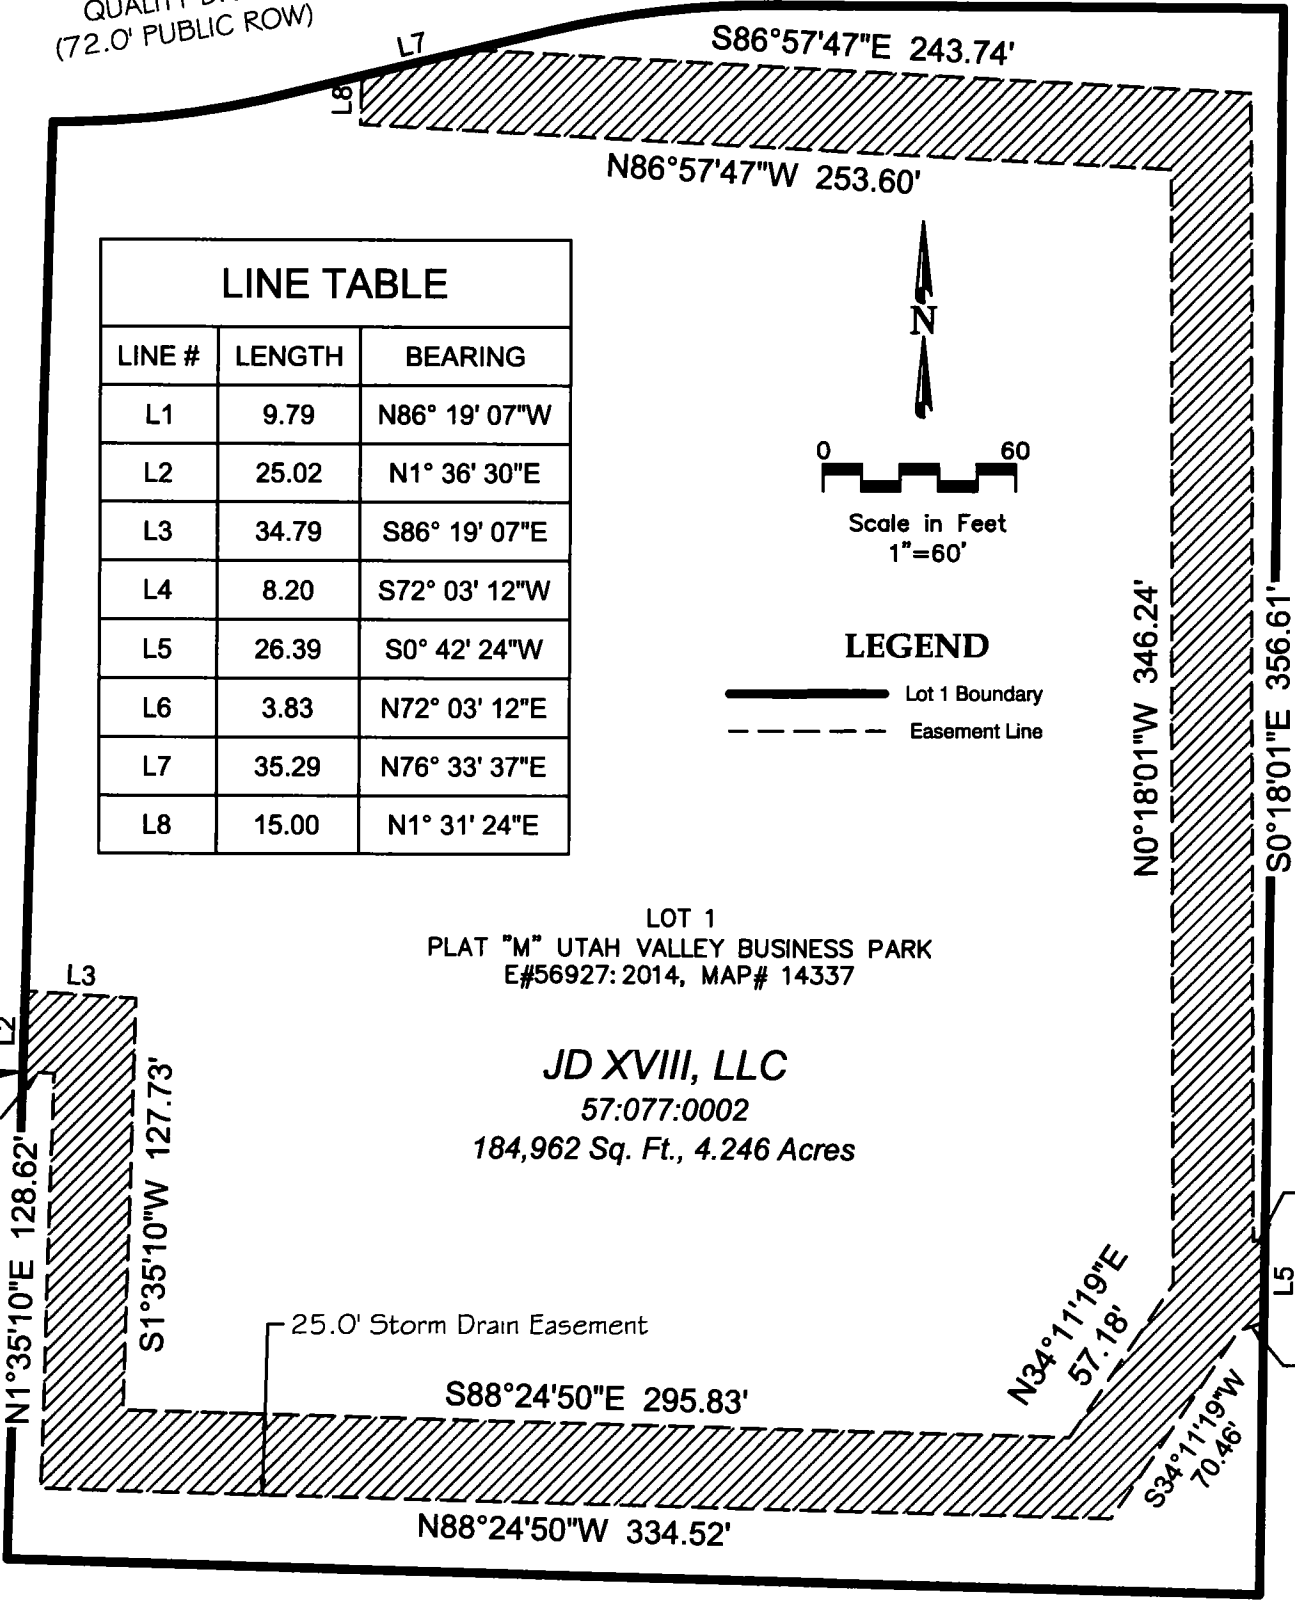 (72.0' PUBLIC ROW)
L7
L8
S86°57'47"E 243.74'
N86°57'47"W 253.60'
LINE TABLE
LINE # LENGTH BEARING
L1 9.79 N86° 19' 07"W
L2 25.02 N1° 36' 30"E
L3 34.79 S86° 19' 07"E
L4 8.20 S72° 03' 12"W
L5 26.39 S0° 42' 24"W
L6 3.83 N72° 03' 12"E
L7 35.29 N76° 33' 37"E
L8 15.00 N1° 31' 24"E
N
0 60
Scale in Feet
1"=60'
LEGEND
Lot 1 Boundary
Easement Line
N0°18'01"W 346.24'
S0°18'01"E 356.61'
LOT 1
PLAT "M" UTAH VALLEY BUSINESS PARK
E#56927:2014, MAP# 14337
JD XVIII, LLC
57:077:0002
184,962 Sq. Ft., 4.246 Acres
L3
L2
N1°35'10"E 128.62'
S1°35'10"W 127.73'
25.0' Storm Drain Easement
S88°24'50"E 295.83'
N88°24'50"W 334.52'
N34°11'19"E
57.18'
S34°11'19"W
70.46'
L5